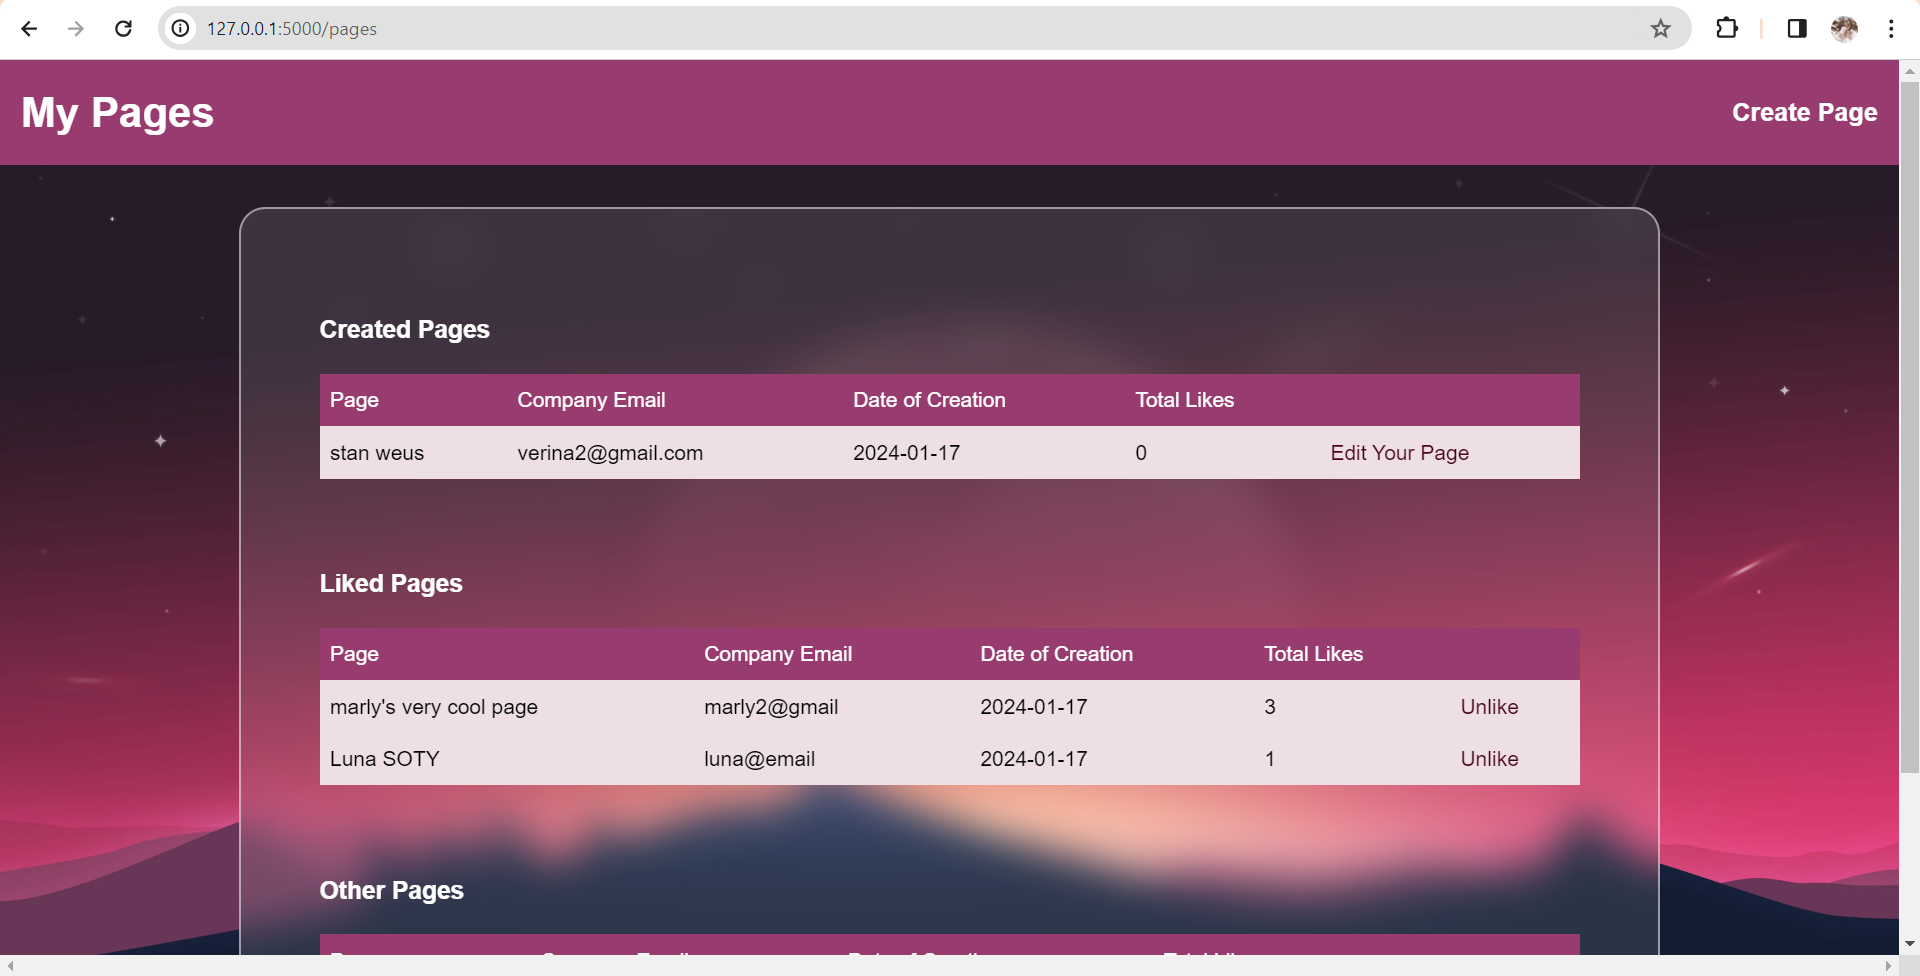 127.0.0.1:5000/pages
My Pages Create Page
Created Pages
Page Company Email Date of Creation Total Likes
stan weus verina2@gmail.com 2024-01-17 0 Edit Your Page
Liked Pages
Page Company Email Date of Creation Total Likes
marly's very cool page marly2@gmail 2024-01-17 3 Unlike
Luna SOTY luna@email 2024-01-17 1 Unlike
Other Pages